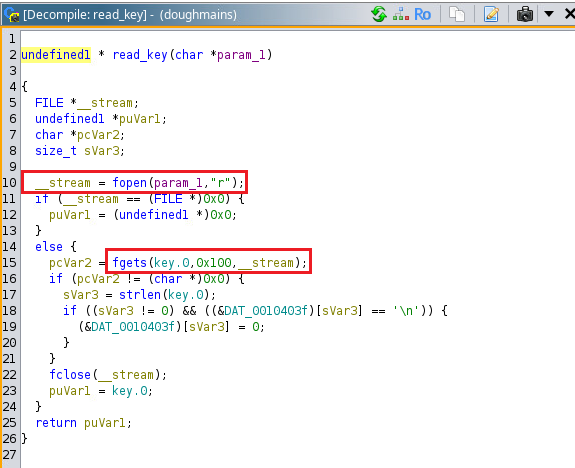 Decompile: read_key] - (doughmains)
Ro
1
2 undefined1 * read_key(char *param_1)
3
4 {
5 FILE *__stream;
6 undefined1 *puVar1;
7 char *pcVar2;
8 size_t sVar3;
9
10 __stream = fopen(param_1,"r");
11 if (__stream == (FILE *)0x0) {
12 puVar1 = (undefined1 *)0x0;
13 }
14 else {
15 pcVar2 = fgets(key.0,0x100,__stream);
16 if (pcVar2 != (char *)0x0) {
17 sVar3 = strlen(key.0);
18 if ((sVar3 != 0) && ((&DAT_0010403f)[sVar3] == '\n')) {
19 (&DAT_0010403f)[sVar3] = 0;
20 }
21 }
22 fclose(__stream);
23 puVar1 = key.0;
24 }
25 return puVar1;
26 }
27